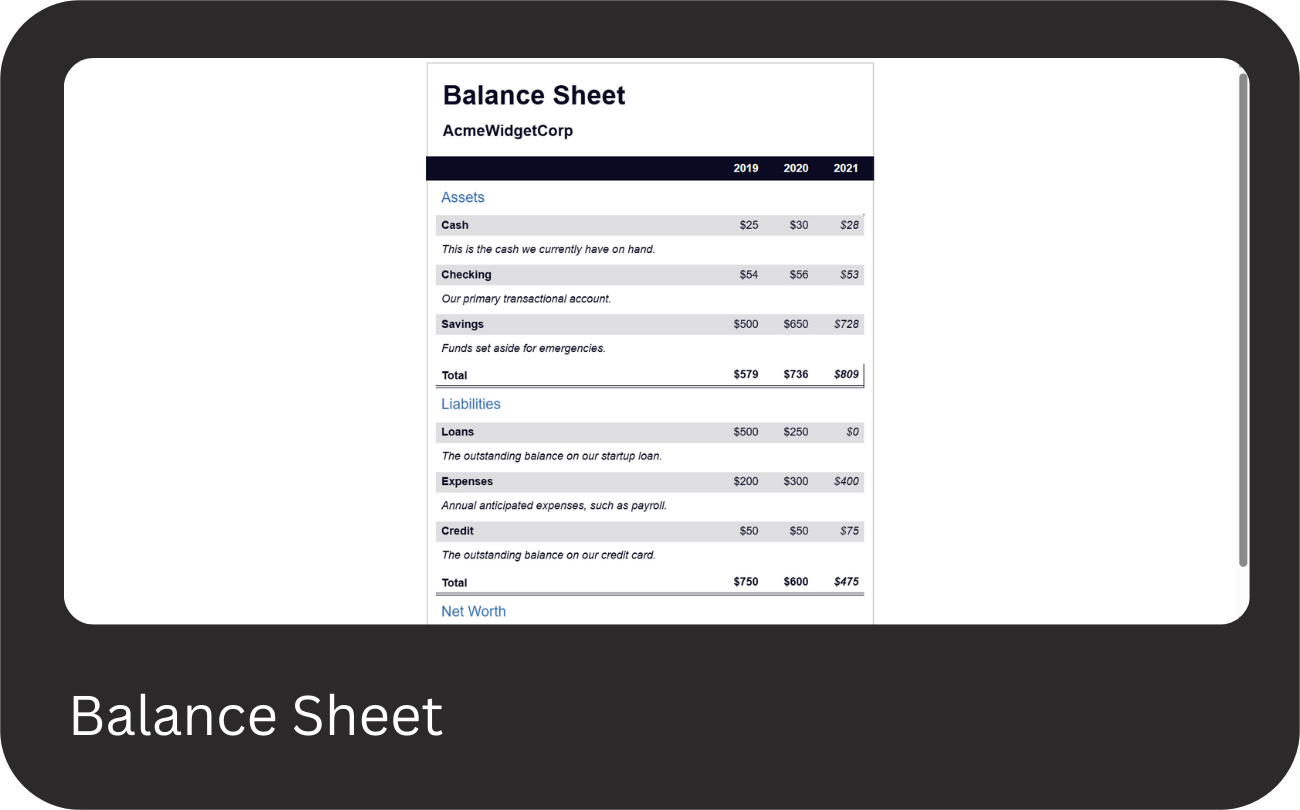 Balance Sheet
AcmeWidgetCorp
2019 2020 2021
Assets
Cash $25 $30 $28
This is the cash we currently have on hand.
Checking $54 $56 $53
Our primary transactional account.
Savings $500 $650 $728
Funds set aside for emergencies.
Total $579 $736 $809
Liabilities
Loans $500 $250 $0
The outstanding balance on our startup loan.
Expenses $200 $300 $400
Annual anticipated expenses, such as payroll.
Credit $50 $50 $75
The outstanding balance on our credit card.
Total $750 $600 $475
Net Worth
Balance Sheet